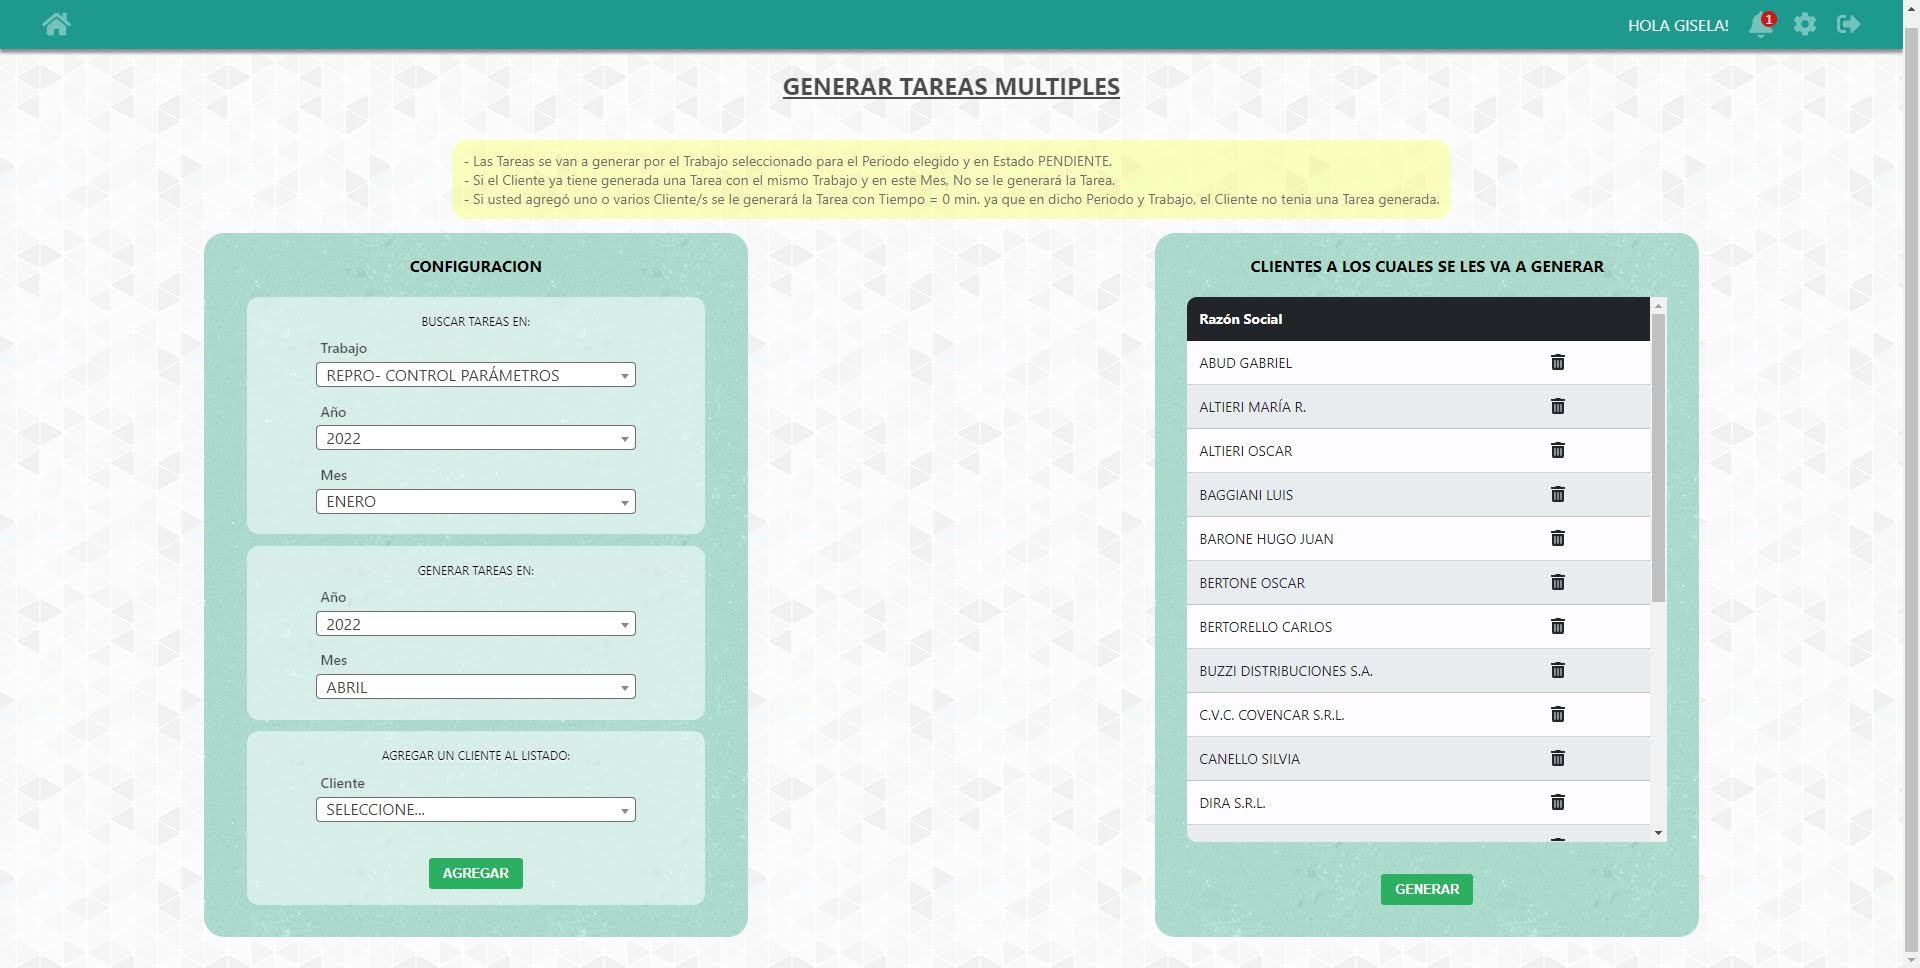 HOLA GISELA!
1
GENERAR TAREAS MULTIPLES
- Las Tareas se van a generar por el Trabajo seleccionado para el Periodo elegido y en Estado PENDIENTE.
- Si el Cliente ya tiene generada una Tarea con el mismo Trabajo y en este Mes, No se le generará la Tarea.
- Si usted agregó uno o varios Cliente/s se le generará la Tarea con Tiempo = 0 min. ya que en dicho Periodo y Trabajo, el Cliente no tenia una Tarea generada.
CONFIGURACION
BUSCAR TAREAS EN:
Trabajo
REPRO- CONTROL PARÁMETROS
Año
2022
Mes
ENERO
GENERAR TAREAS EN:
Año
2022
Mes
ABRIL
AGREGAR UN CLIENTE AL LISTADO:
Cliente
SELECCIONE...
AGREGAR
CLIENTES A LOS CUALES SE LES VA A GENERAR
Razón Social
ABUD GABRIEL
ALTIERI MARÍA R.
ALTIERI OSCAR
BAGGIANI LUIS
BARONE HUGO JUAN
BERTONE OSCAR
BERTORELLO CARLOS
BUZZI DISTRIBUCIONES S.A.
C.V.C. COVENCAR S.R.L.
CANELLO SILVIA
DIRA S.R.L.
GENERAR